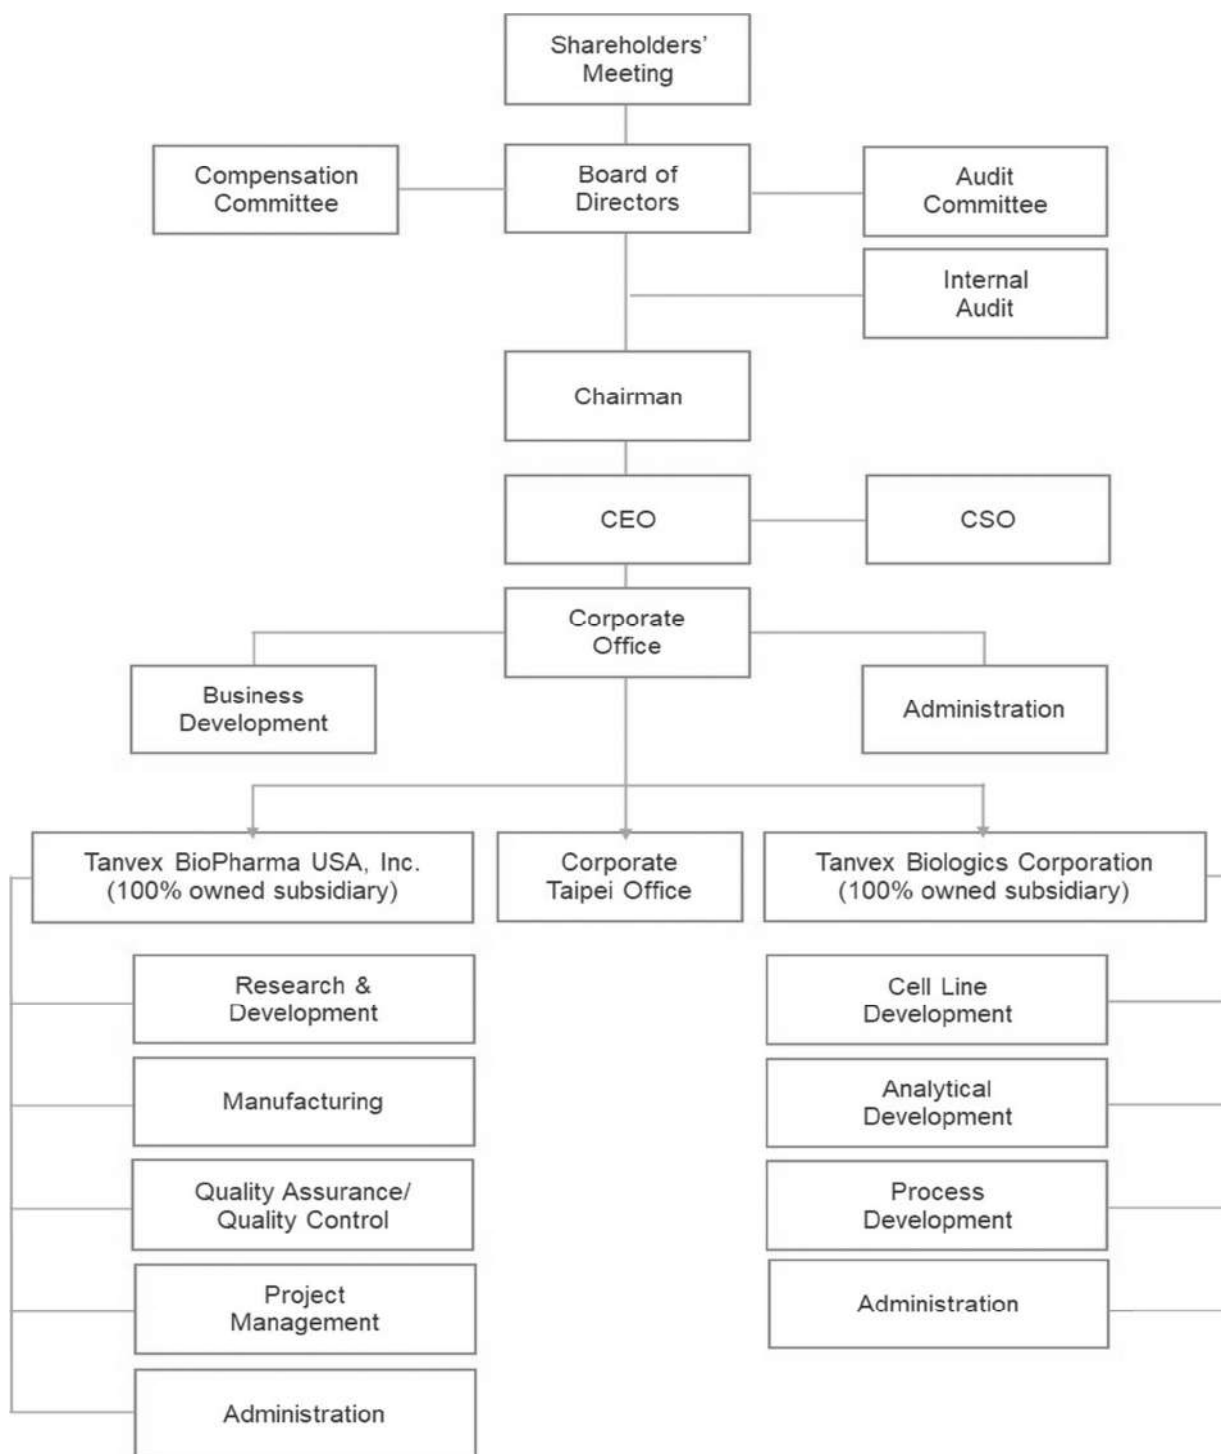 Shareholders’
Meeting
Compensation
Committee
Board of
Directors
Audit
Committee
Internal
Audit
Chairman
CEO
CSO
Corporate
Office
Business
Development
Administration
Tanvex BioPharma USA, Inc.
(100% owned subsidiary)
Corporate
Taipei Office
Tanvex Biologics Corporation
(100% owned subsidiary)
Research &
Development
Manufacturing
Quality Assurance/
Quality Control
Project
Management
Administration
Cell Line
Development
Analytical
Development
Process
Development
Administration